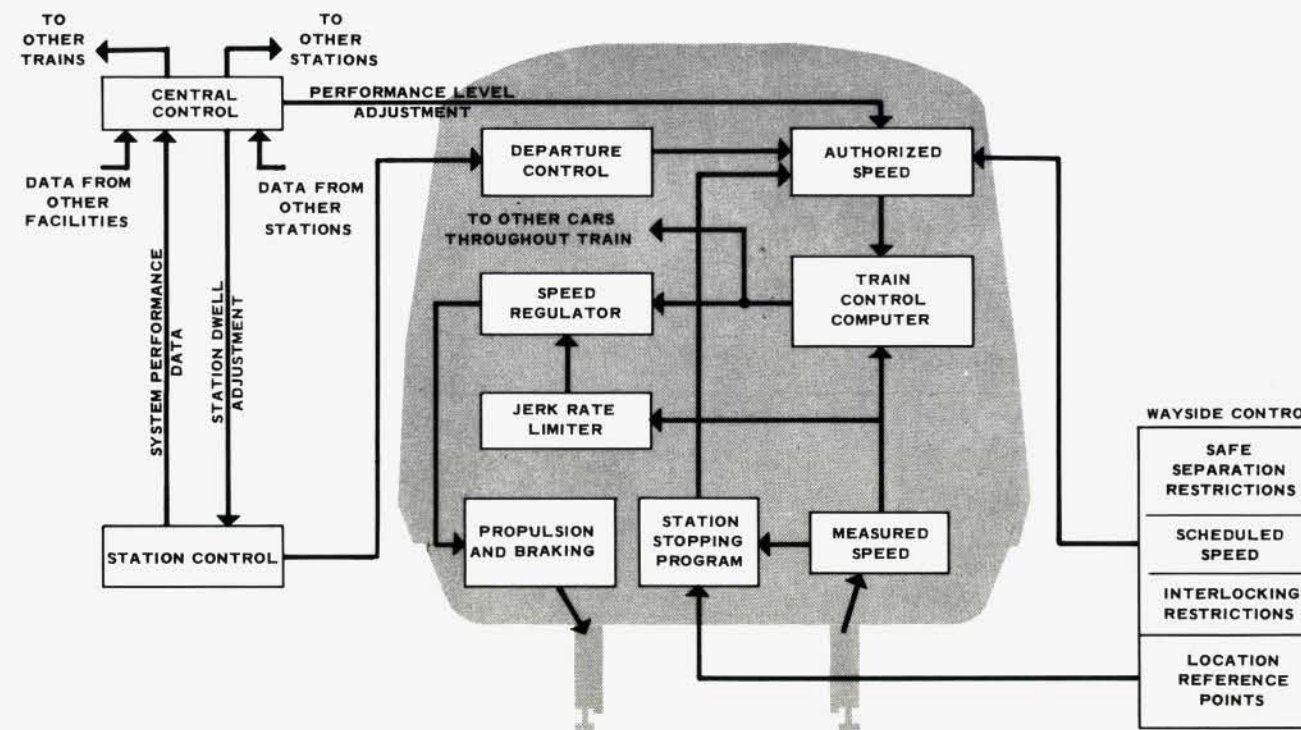 TO
OTHER
TRAINS
TO
OTHER
STATIONS
CENTRAL
CONTROL
PERFORMANCE LEVEL
ADJUSTMENT
DATA FROM
OTHER
FACILITIES
DATA FROM
OTHER
STATIONS
SYSTEM PERFORMANCE
DATA
STATION DWELL
ADJUSTMENT
STATION CONTROL
DEPARTURE
CONTROL
AUTHORIZED
SPEED
TO OTHER CARS
THROUGHOUT TRAIN
SPEED
REGULATOR
TRAIN
CONTROL
COMPUTER
JERK RATE
LIMITER
PROPULSION
AND BRAKING
STATION
STOPPING
PROGRAM
MEASURED
SPEED
WAYSIDE CONTRO
SAFE
SEPARATION
RESTRICTIONS
SCHEDULED
SPEED
INTERLOCKING
RESTRICTIONS
LOCATION
REFERENCE
POINTS